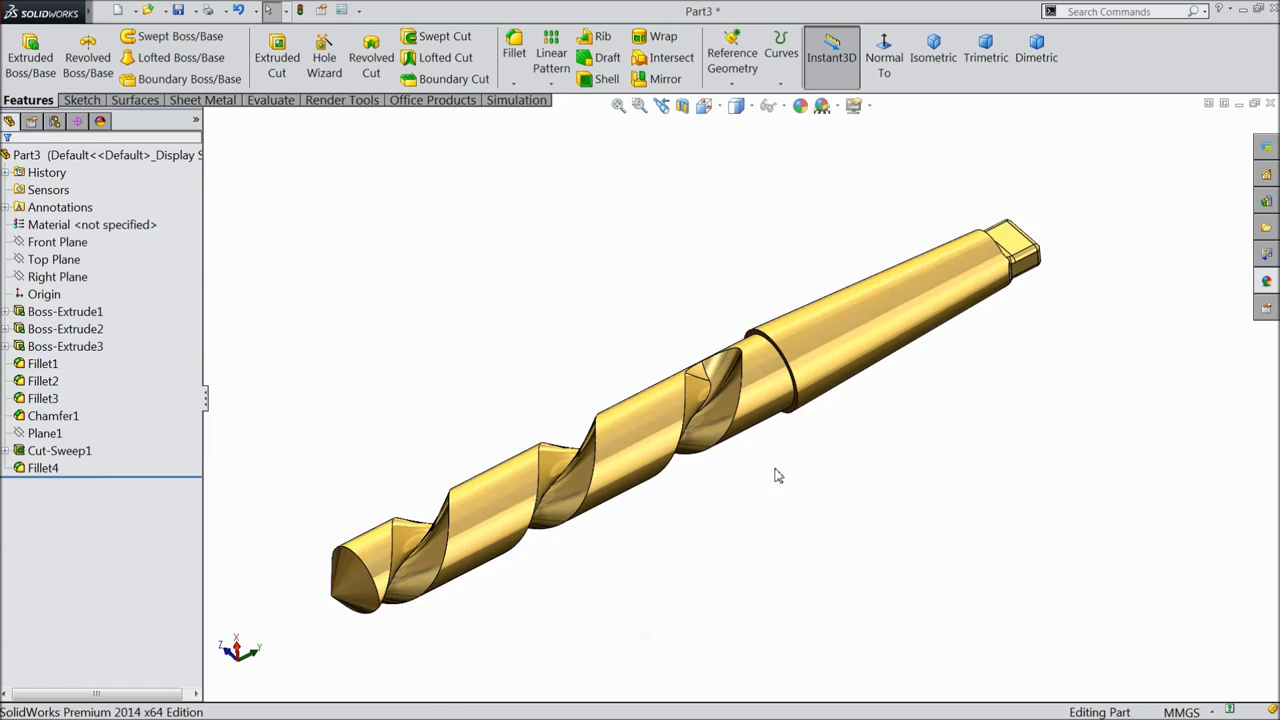 SOLIDWORKS
Part3 *
Search Commands
Extruded Boss/Base
Revolved Boss/Base
Swept Boss/Base
Lofted Boss/Base
Boundary Boss/Base
Extruded Cut
Hole Wizard
Revolved Cut
Swept Cut
Lofted Cut
Boundary Cut
Fillet
Linear Pattern
Rib
Draft
Shell
Wrap
Intersect
Mirror
Reference Geometry
Curves
Instant3D
Normal To
Isometric
Trimetric
Dimetric
Features Sketch Surfaces Sheet Metal Evaluate Render Tools Office Products Simulation
Part3 (Default<<Default>_Display S
History
Sensors
Annotations
Material <not specified>
Front Plane
Top Plane
Right Plane
Origin
Boss-Extrude1
Boss-Extrude2
Boss-Extrude3
Fillet1
Fillet2
Fillet3
Chamfer1
Plane1
Cut-Sweep1
Fillet4
X
Z
Y
SolidWorks Premium 2014 x64 Edition
Editing Part
MMGS